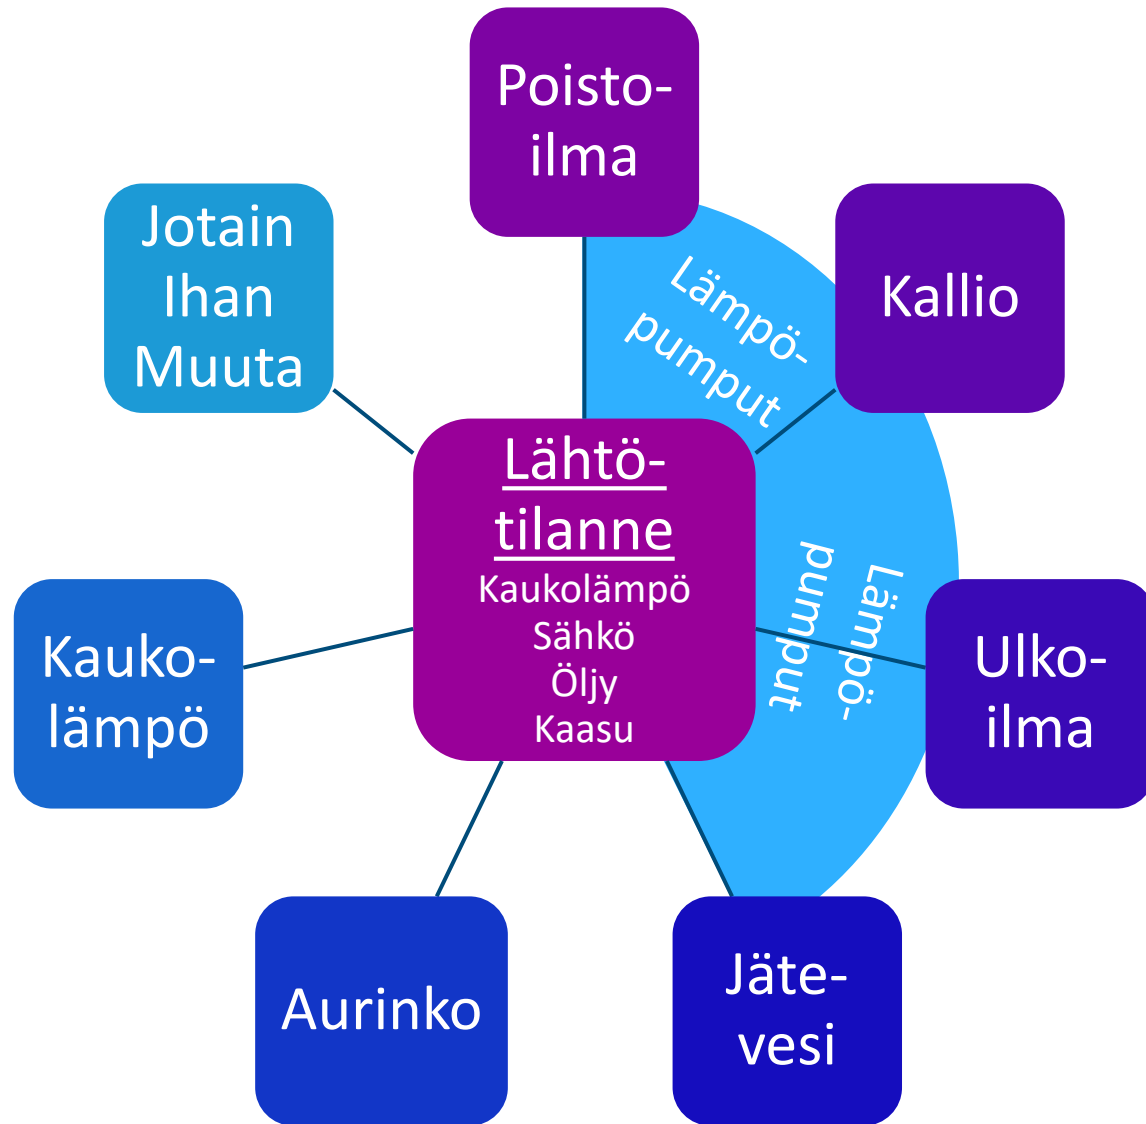 Poisto-
ilma
Jotain
Ihan
Muuta
Lämpö-
pumput
Kallio
Lähtö-
tilanne
Kaukolämpö
Sähkö
Öljy
Kaasu
Lämpö-
pumput
Kauko-
lämpö
Ulko-
ilma
Aurinko
Jäte-
vesi